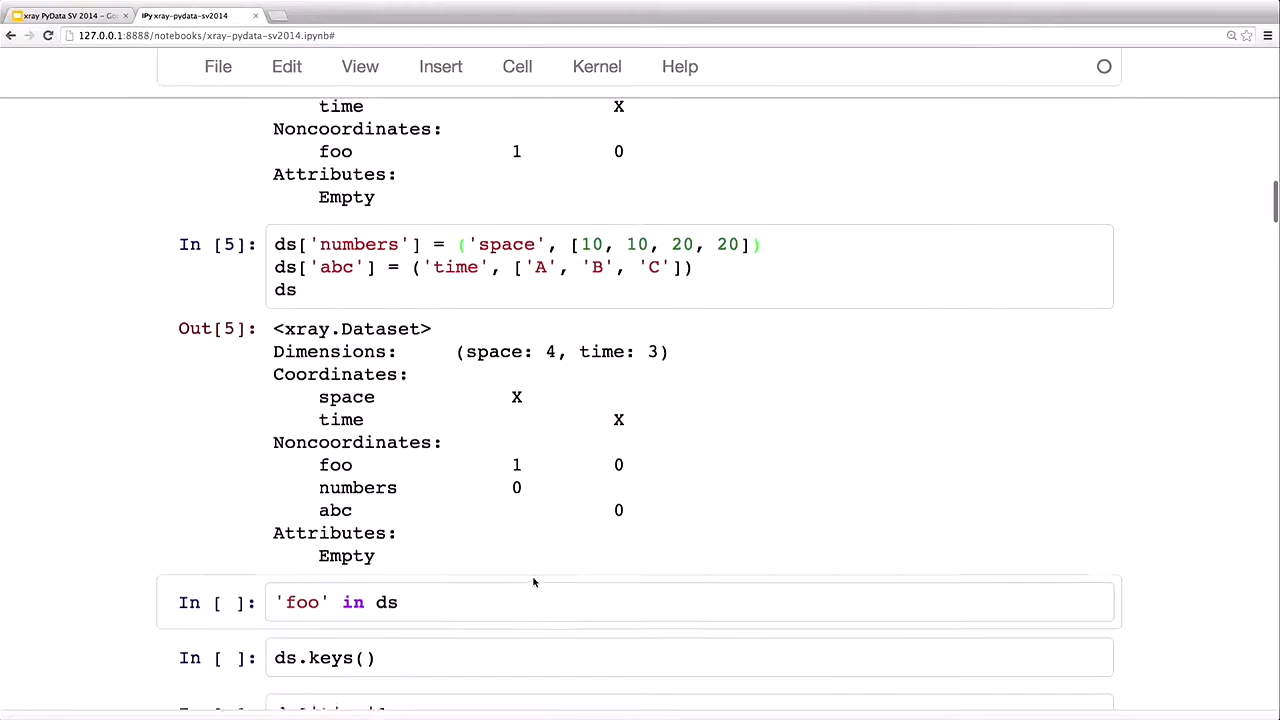 xray PyData SV 2014 – Go
IPy xray-pydata-sv2014
127.0.0.1:8888/notebooks/xray-pydata-sv2014.ipynb#
File Edit View Insert Cell Kernel Help
time X
Noncoordinates:
foo 1 0
Attributes:
Empty
In [5]: ds['numbers'] = ('space', [10, 10, 20, 20])
ds['abc'] = ('time', ['A', 'B', 'C'])
ds
Out[5]: <xray.Dataset>
Dimensions: (space: 4, time: 3)
Coordinates:
space X
time X
Noncoordinates:
foo 1 0
numbers 0
abc 0
Attributes:
Empty
In [ ]: 'foo' in ds
In [ ]: ds.keys()